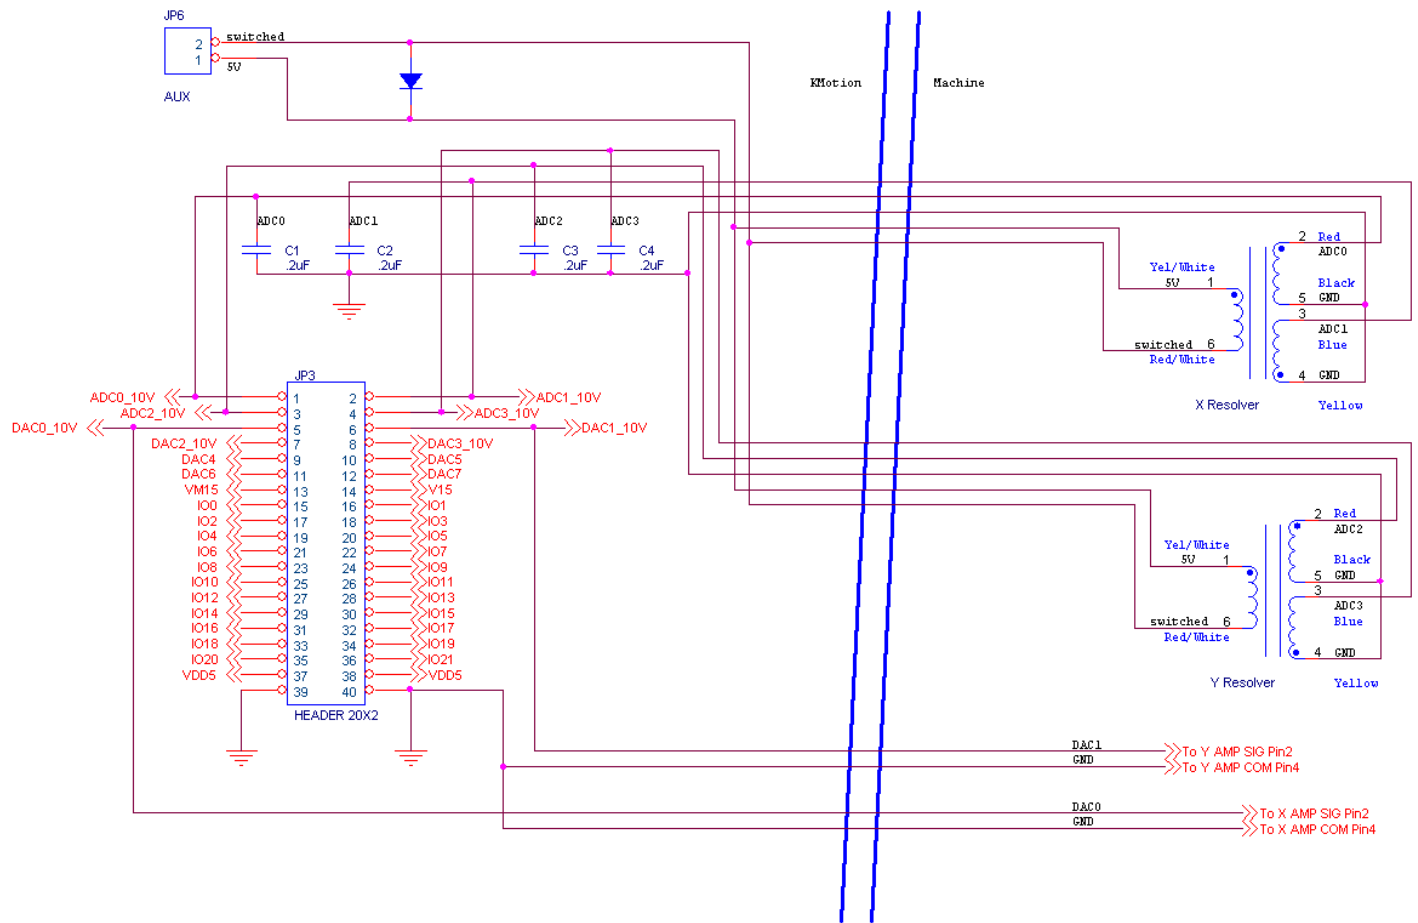 JP6
2 switched
1 5V
AUX
KMotion
Machine
ADC0
ADC1
ADC2
ADC3
C1
.2uF
C2
.2uF
C3
.2uF
C4
.2uF
2 Red
ADC0
Yel/White
5V 1
Black
5 GND
3
ADC1
Blue
switched 6
Red/White
4 GND
X Resolver
Yellow
JP3
ADC0_10V 1 2 ADC1_10V
ADC2_10V 3 4 ADC3_10V
DAC0_10V 5 6 DAC1_10V
DAC2_10V 7 8 DAC3_10V
DAC4 9 10 DAC5
DAC6 11 12 DAC7
VM15 13 14 V15
IO0 15 16 IO1
IO2 17 18 IO3
IO4 19 20 IO5
IO6 21 22 IO7
IO8 23 24 IO9
IO10 25 26 IO11
IO12 27 28 IO13
IO14 29 30 IO15
IO16 31 32 IO17
IO18 33 34 IO19
IO20 35 36 IO21
VDD5 37 38 VDD5
39 40
HEADER 20X2
2 Red
ADC2
Yel/White
5V 1
Black
5 GND
3
ADC3
Blue
switched 6
Red/White
4 GND
Y Resolver
Yellow
DAC1 To Y AMP SIG Pin2
GND To Y AMP COM Pin4
DAC0 To X AMP SIG Pin2
GND To X AMP COM Pin4